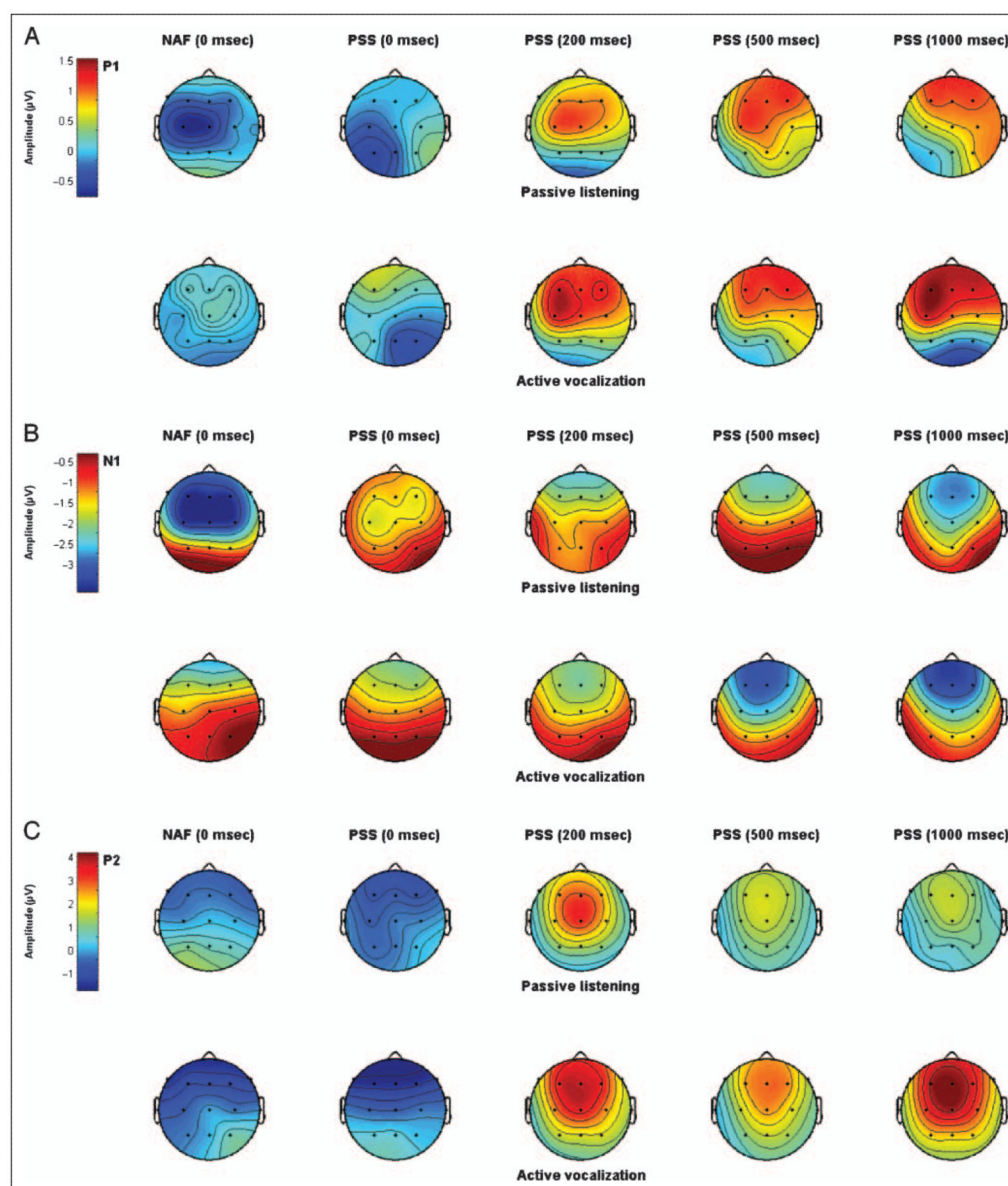 A
NAF (0 msec) PSS (0 msec) PSS (200 msec) PSS (500 msec) PSS (1000 msec)
P1
Amplitude (µV)
1.5
1
0.5
0
−0.5
Passive listening
Active vocalization
B
NAF (0 msec) PSS (0 msec) PSS (200 msec) PSS (500 msec) PSS (1000 msec)
N1
Amplitude (µV)
−0.5
−1
−1.5
−2
−2.5
−3
Passive listening
Active vocalization
C
NAF (0 msec) PSS (0 msec) PSS (200 msec) PSS (500 msec) PSS (1000 msec)
P2
Amplitude (µV)
4
3
2
1
0
−1
Passive listening
Active vocalization